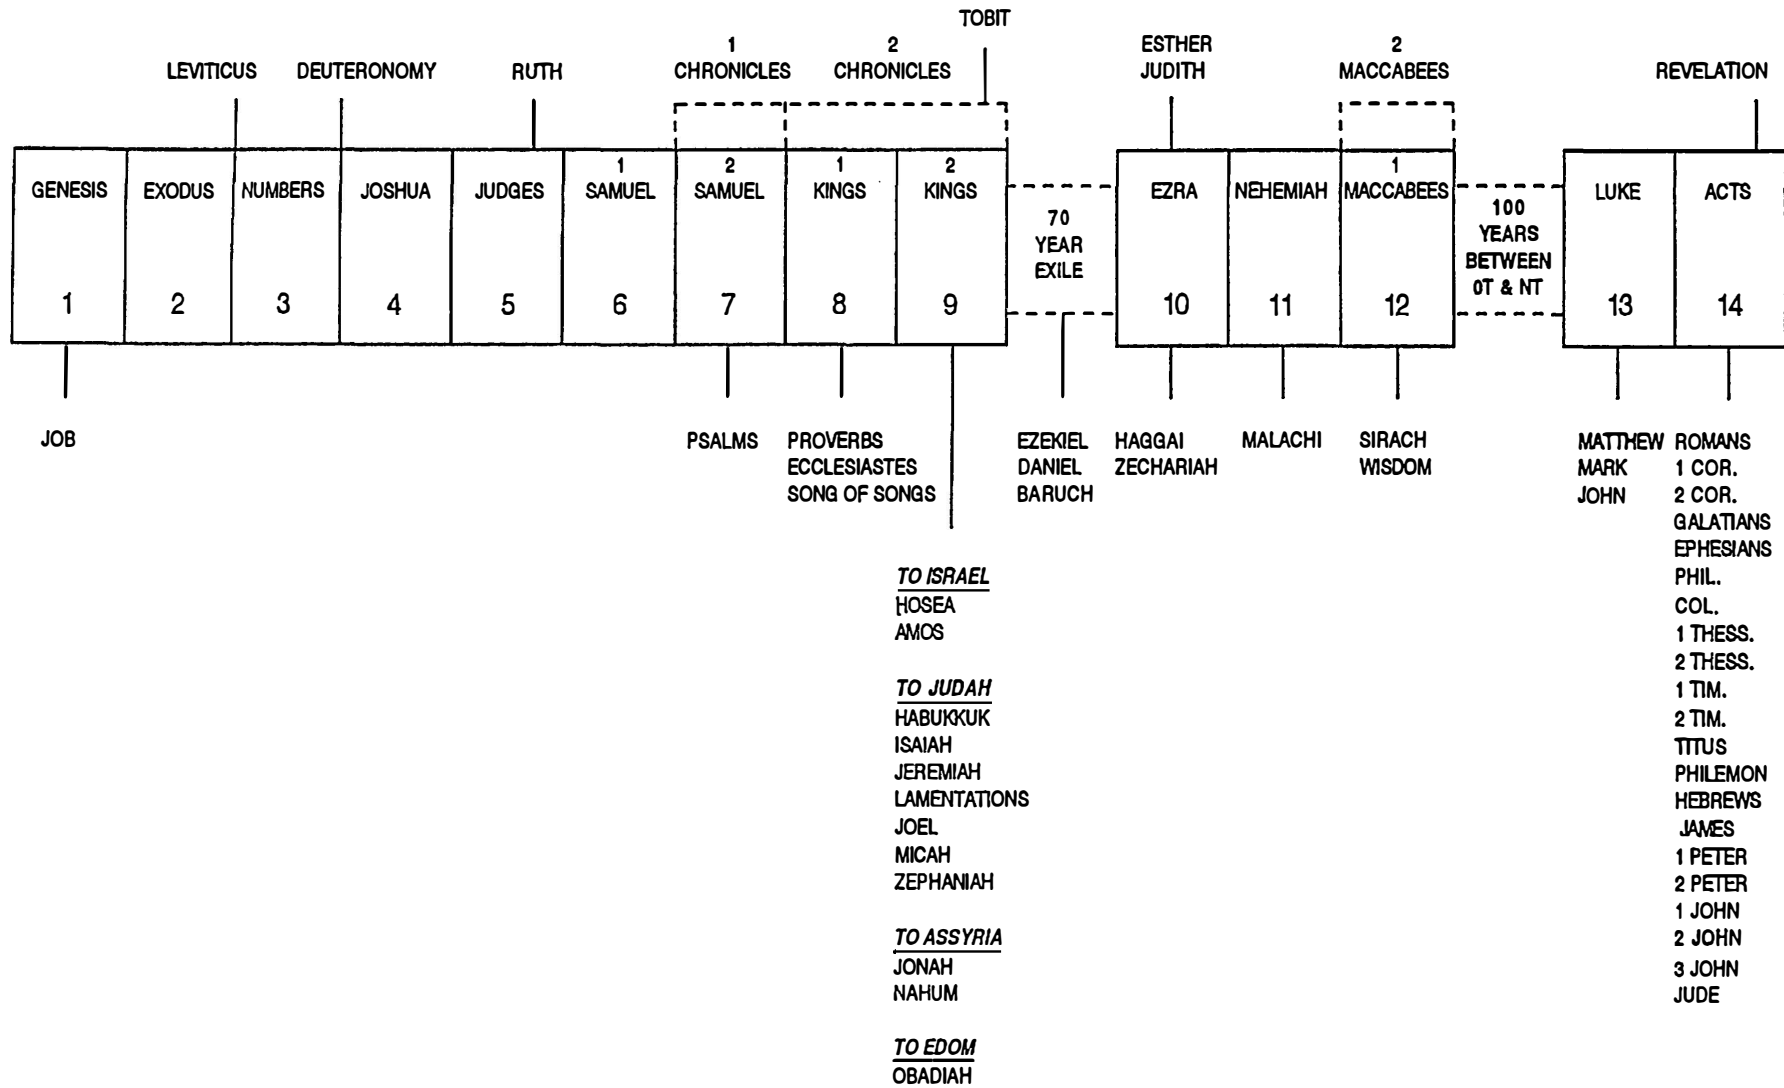 TOBIT
1
2
ESTHER
2
LEVITICUS
DEUTERONOMY
RUTH
CHRONICLES
CHRONICLES
JUDITH
MACCABEES
REVELATION
GENESIS
1
EXODUS
2
NUMBERS
3
JOSHUA
4
JUDGES
5
1
SAMUEL
6
2
SAMUEL
7
1
KINGS
8
2
KINGS
9
70
YEAR
EXILE
EZRA
10
NEHEMIAH
11
1
MACCABEES
12
100
YEARS
BETWEEN
OT & NT
LUKE
13
ACTS
14
JOB
PSALMS
PROVERBS
ECCLESIASTES
SONG OF SONGS
TO ISRAEL
HOSEA
AMOS
TO JUDAH
HABUKKUK
ISAIAH
JEREMIAH
LAMENTATIONS
JOEL
MICAH
ZEPHANIAH
TO ASSYRIA
JONAH
NAHUM
TO EDOM
OBADIAH
EZEKIEL
DANIEL
BARUCH
HAGGAI
ZECHARIAH
MALACHI
SIRACH
WISDOM
MATTHEW
MARK
JOHN
ROMANS
1 COR.
2 COR.
GALATIANS
EPHESIANS
PHIL.
COL.
1 THESS.
2 THESS.
1 TIM.
2 TIM.
TITUS
PHILEMON
HEBREWS
JAMES
1 PETER
2 PETER
1 JOHN
2 JOHN
3 JOHN
JUDE